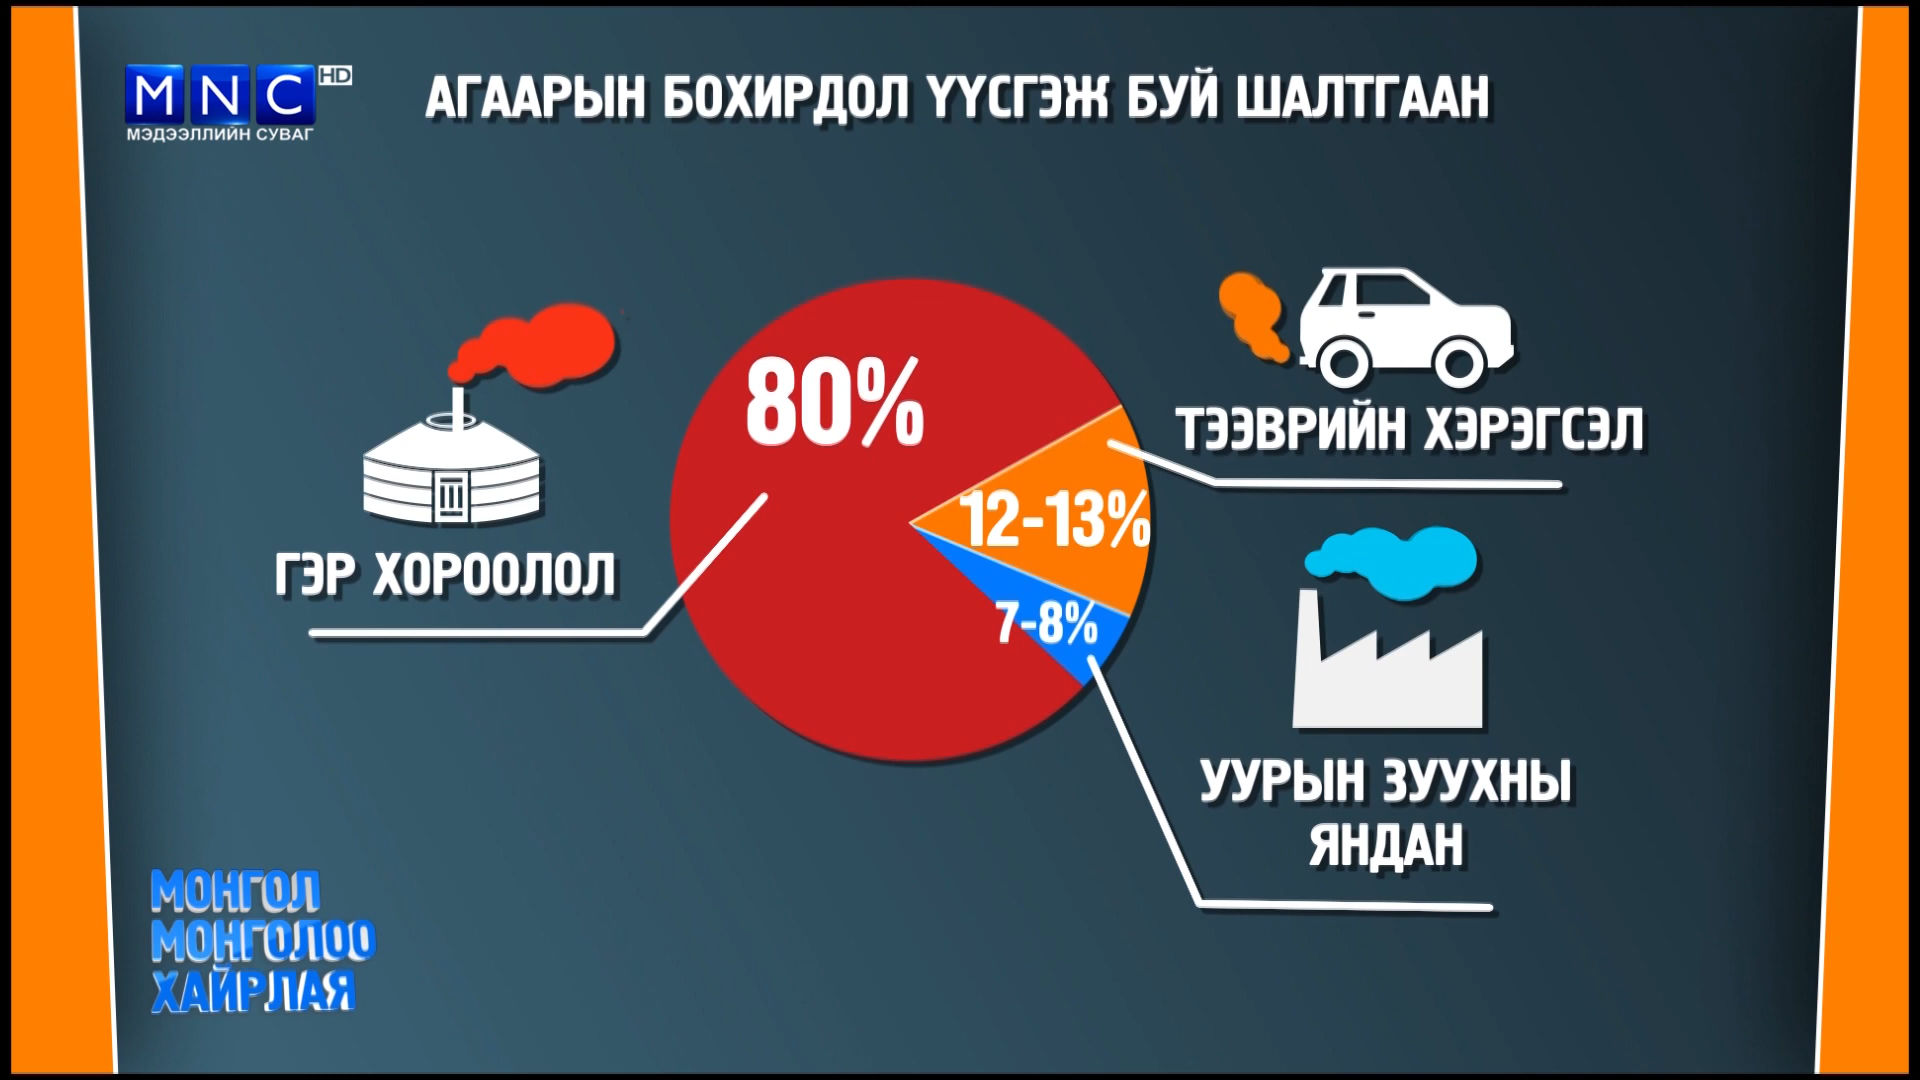 MNC HD
МЭДЭЭЛЛИЙН СУВАГ
АГААРЫН БОХИРДОЛ ҮҮСГЭЖ БУЙ ШАЛТГААН
80%
ГЭР ХОРООЛОЛ
ТЭЭВРИЙН ХЭРЭГСЭЛ
12-13%
7-8%
УУРЫН ЗУУХНЫ
ЯНДАН
МОНГОЛ
МОНГОЛОО
ХАЙРЛАЯ